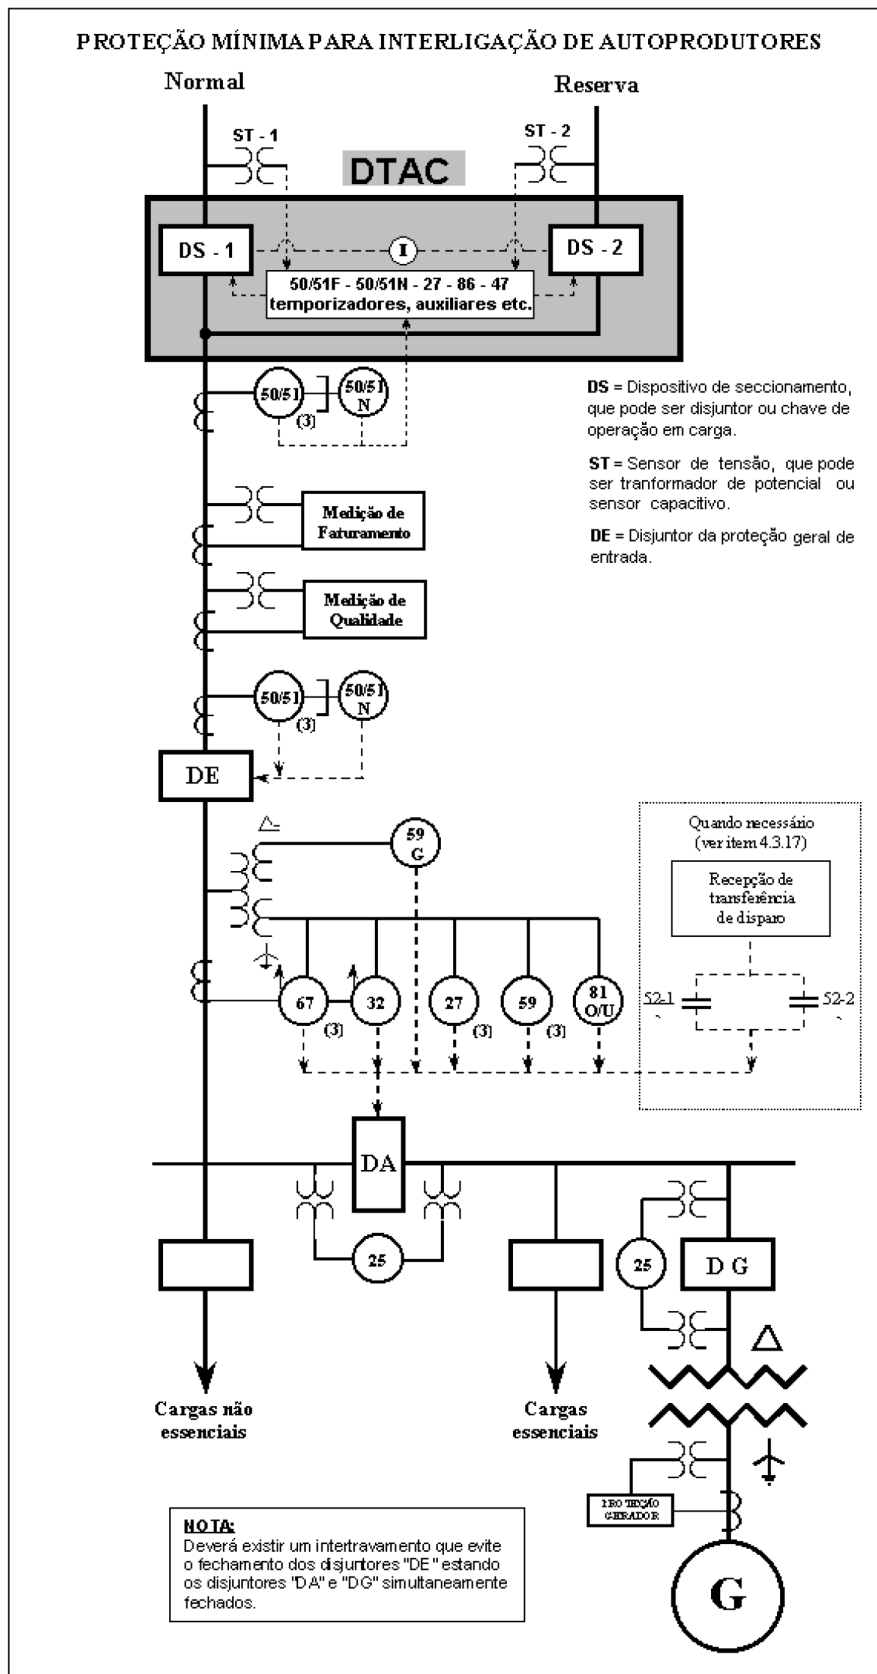 PROTEÇÃO MÍNIMA PARA INTERLIGAÇÃO DE AUTOPRODUTORES
Normal
Reserva
ST - 1
ST - 2
DTAC
DS - 1
I
DS - 2
50/51F - 50/51N - 27 - 86 - 47
temporizadores, auxiliares etc.
50/51
(3)
50/51
N
DS = Dispositivo de seccionamento,
que pode ser disjuntor ou chave de
operação em carga.
ST = Sensor de tensão, que pode
ser tranformador de potencial ou
sensor capacitivo.
DE = Disjuntor da proteção geral de
entrada.
Medição de
Faturamento
Medição de
Qualidade
50/51
(3)
50/51
N
DE
59
G
Quando necessário
(ver item 4.3.17)
Recepção de
transferência
de disparo
52-1
52-2
67
(3)
32
27
(3)
59
(3)
81
O/U
DA
25
25
D G
Cargas não
essenciais
Cargas
essenciais
PROTEÇÃO
GERADOR
G
NOTA:
Deverá existir um intertravamento que evite
o fechamento dos disjuntores "DE" estando
os disjuntores "DA" e "DG" simultaneamente
fechados.